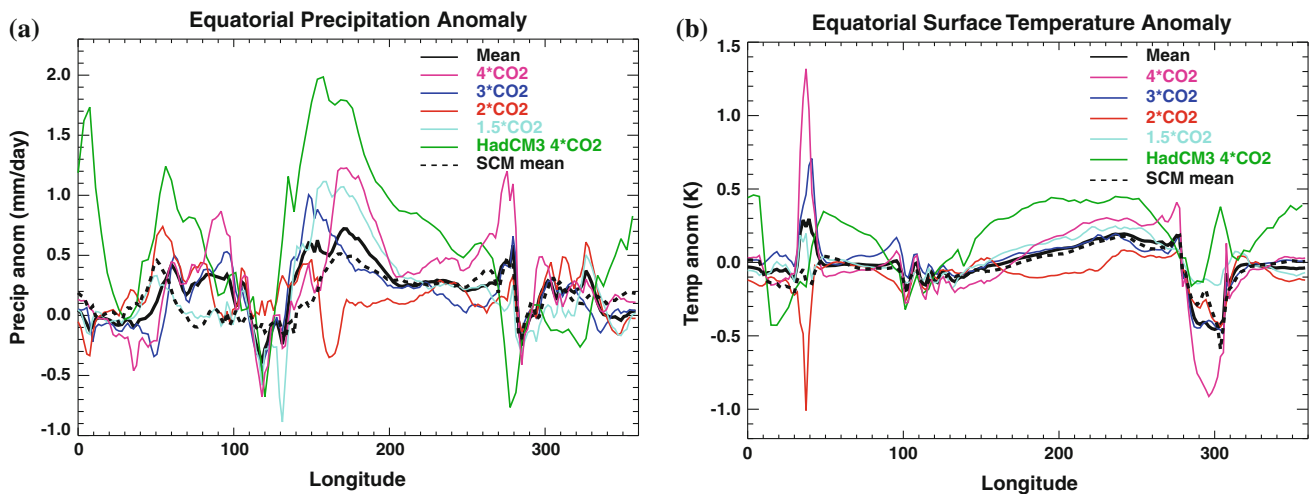 (a)
Equatorial Precipitation Anomaly
Precip anom (mm/day)
2.0
1.5
1.0
0.5
0.0
-0.5
-1.0
0
100
200
300
Longitude
Mean
4*CO2
3*CO2
2*CO2
1.5*CO2
HadCM3 4*CO2
SCM mean
(b)
Equatorial Surface Temperature Anomaly
Temp anom (K)
1.5
1.0
0.5
0.0
-0.5
-1.0
0
100
200
300
Longitude
Mean
4*CO2
3*CO2
2*CO2
1.5*CO2
HadCM3 4*CO2
SCM mean